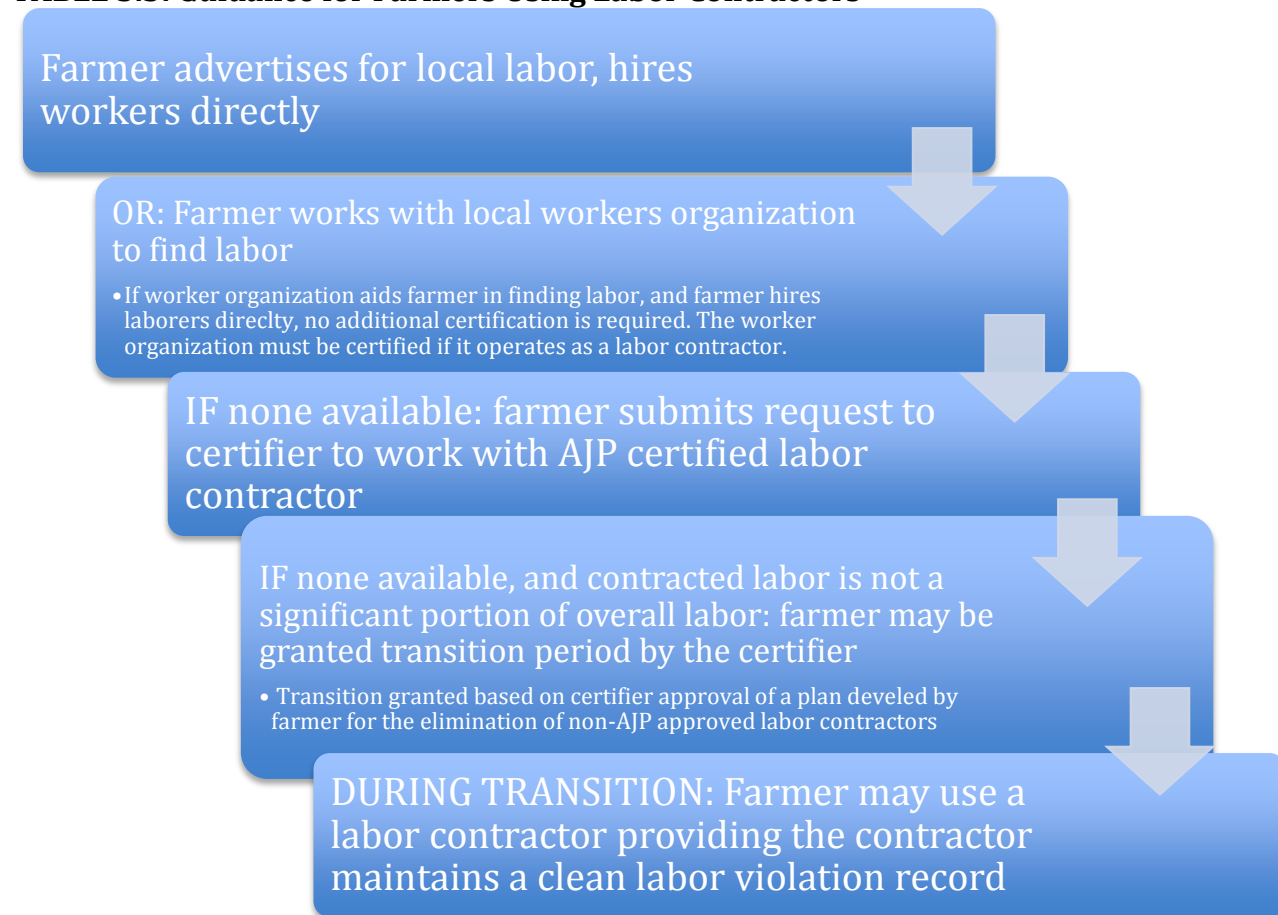 Farmer advertises for local labor, hires
workers directly
OR: Farmer works with local workers organization
to find labor
•If worker organization aids farmer in finding labor, and farmer hires
laborers direclty, no additional certification is required. The worker
organization must be certified if it operates as a labor contractor.
IF none available: farmer submits request to
certifier to work with AJP certified labor
contractor
IF none available, and contracted labor is not a
significant portion of overall labor: farmer may be
granted transition period by the certifier
• Transition granted based on certifier approval of a plan develed by
farmer for the elimination of non-AJP approved labor contractors
DURING TRANSITION: Farmer may use a
labor contractor providing the contractor
maintains a clean labor violation record